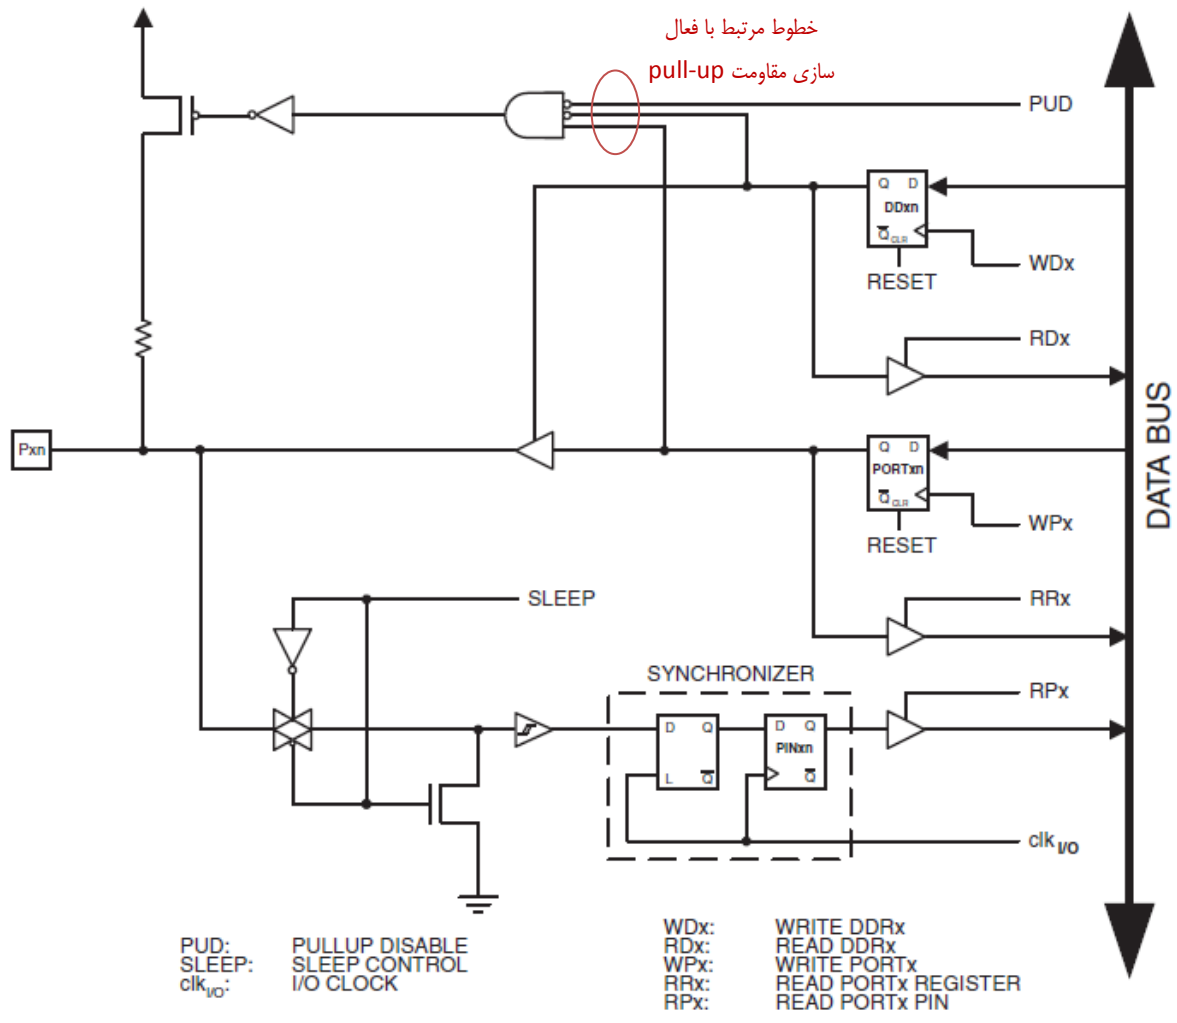 خطوط مرتبط با فعال
سازی مقاومت pull-up
PUD
Q D
DDxn
Q CLR
WDx
RESET
RDx
Pxn
Q D
PORTxn
Q CLR
WPx
RESET
DATA BUS
SLEEP
RRx
SYNCHRONIZER
RPx
D Q
L Q
D Q
PINxn
Q
clk I/O
PUD: PULLUP DISABLE
SLEEP: SLEEP CONTROL
clkI/O: I/O CLOCK
WDx: WRITE DDRx
RDx: READ DDRx
WPx: WRITE PORTx
RRx: READ PORTx REGISTER
RPx: READ PORTx PIN